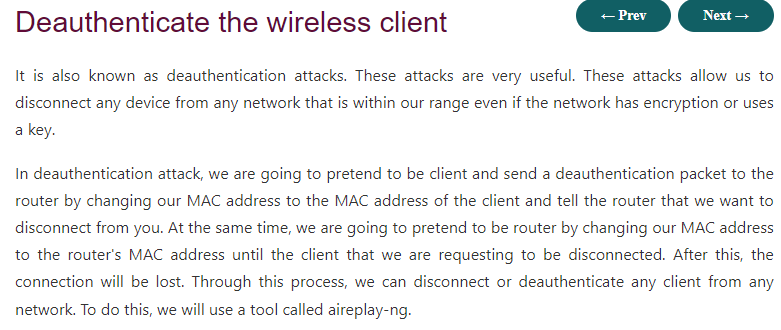 Deauthenticate the wireless client
← Prev
Next →
It is also known as deauthentication attacks. These attacks are very useful. These attacks allow us to
disconnect any device from any network that is within our range even if the network has encryption or uses
a key.
In deauthentication attack, we are going to pretend to be client and send a deauthentication packet to the
router by changing our MAC address to the MAC address of the client and tell the router that we want to
disconnect from you. At the same time, we are going to pretend to be router by changing our MAC address
to the router's MAC address until the client that we are requesting to be disconnected. After this, the
connection will be lost. Through this process, we can disconnect or deauthenticate any client from any
network. To do this, we will use a tool called aireplay-ng.